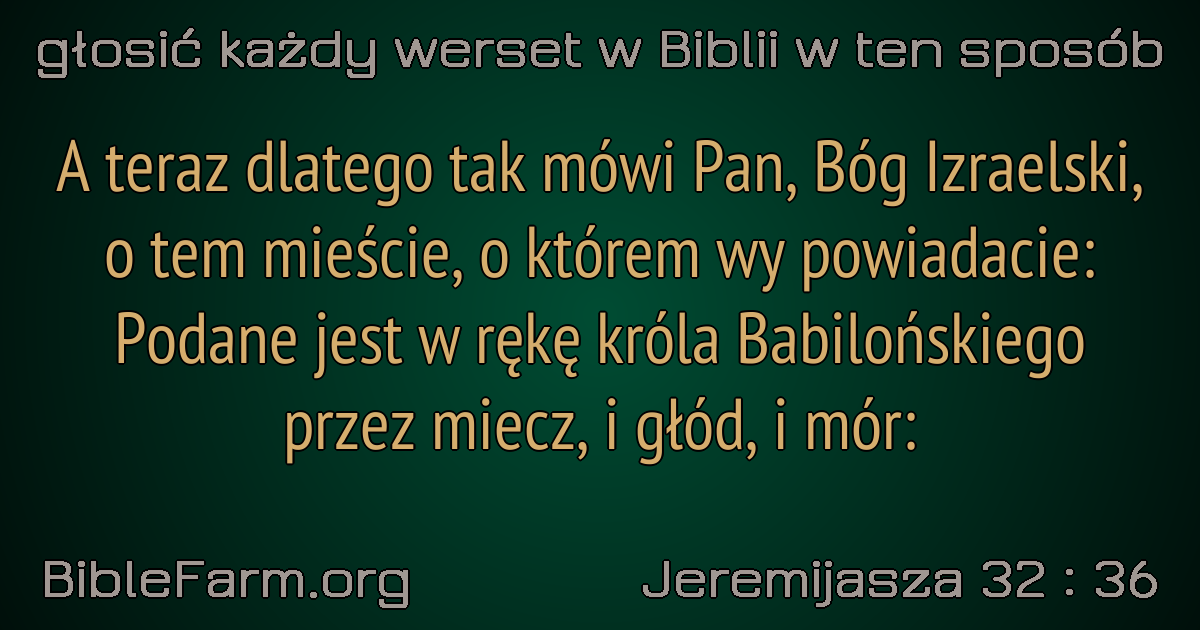 głosić każdy werset w Biblii w ten sposób
A teraz dlatego tak mówi Pan, Bóg Izraelski,
o tem mieście, o którem wy powiadacie:
Podane jest w rękę króla Babilońskiego
przez miecz, i głód, i mór:
BibleFarm.org
Jeremijasza 32 : 36